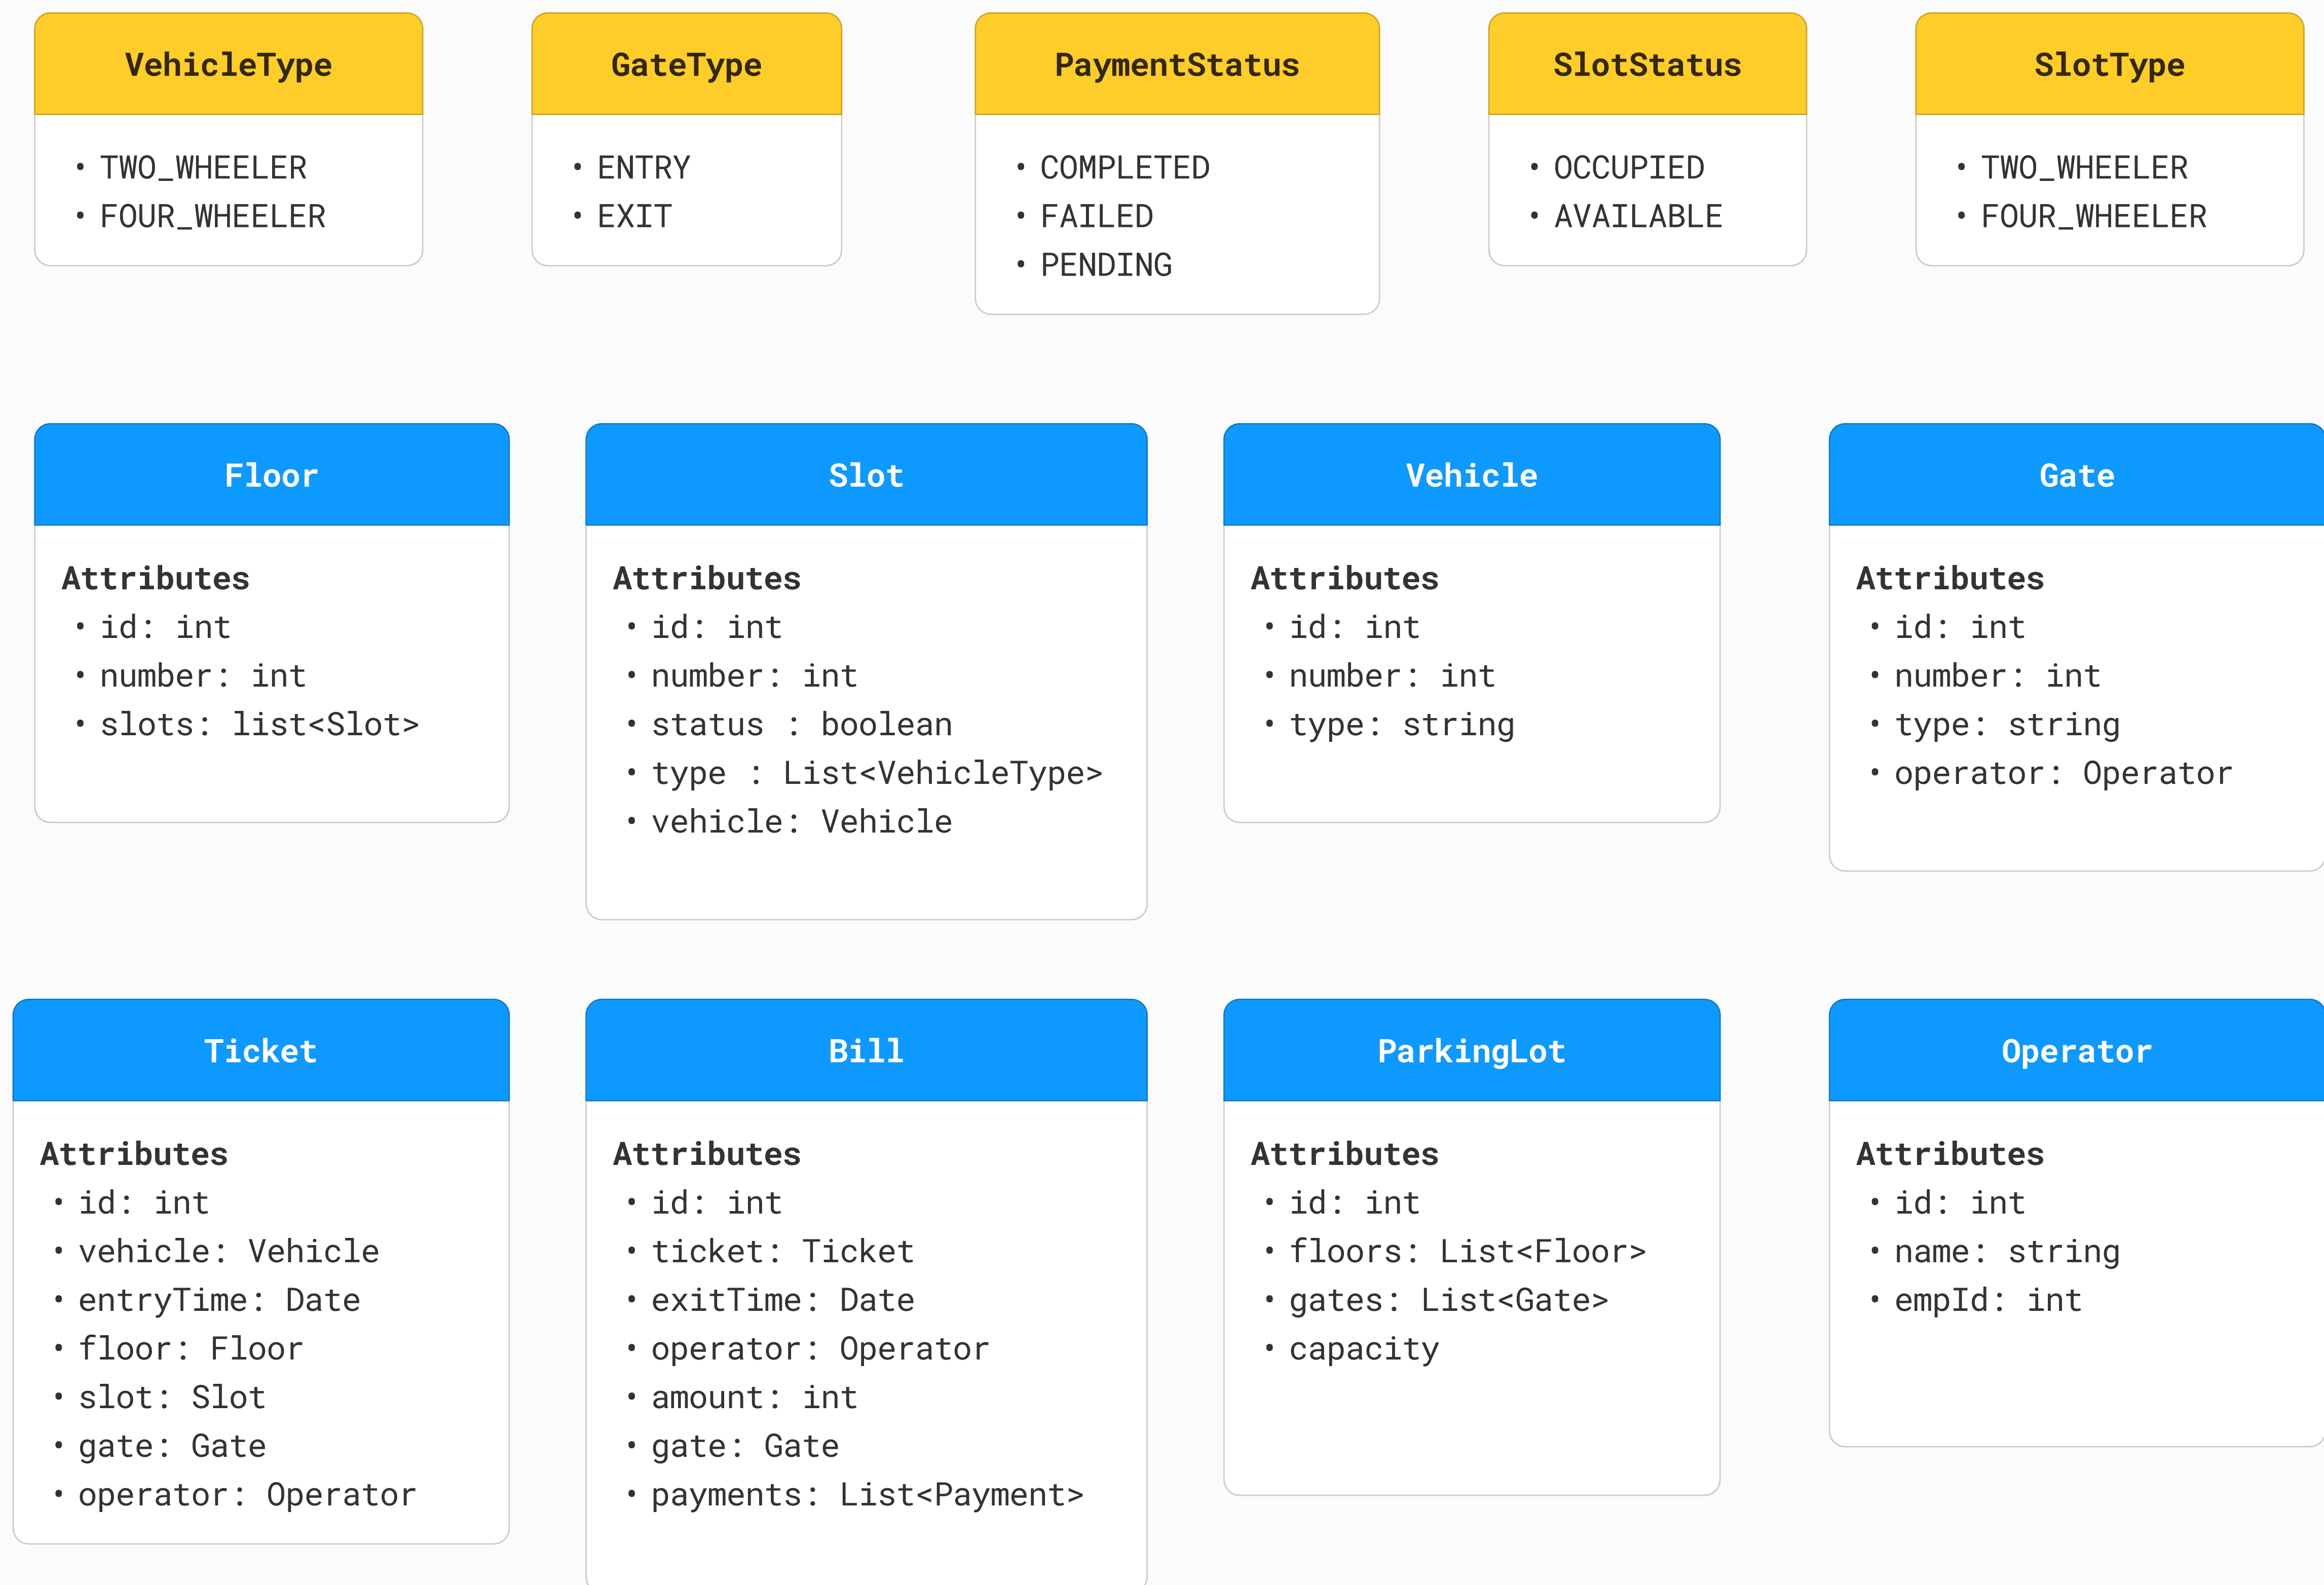 VehicleType
• TWO_WHEELER
• FOUR_WHEELER
GateType
• ENTRY
• EXIT
PaymentStatus
• COMPLETED
• FAILED
• PENDING
SlotStatus
• OCCUPIED
• AVAILABLE
SlotType
• TWO_WHEELER
• FOUR_WHEELER
Floor
Attributes
• id: int
• number: int
• slots: list<Slot>
Slot
Attributes
• id: int
• number: int
• status : boolean
• type : List<VehicleType>
• vehicle: Vehicle
Vehicle
Attributes
• id: int
• number: int
• type: string
Gate
Attributes
• id: int
• number: int
• type: string
• operator: Operator
Ticket
Attributes
• id: int
• vehicle: Vehicle
• entryTime: Date
• floor: Floor
• slot: Slot
• gate: Gate
• operator: Operator
Bill
Attributes
• id: int
• ticket: Ticket
• exitTime: Date
• operator: Operator
• amount: int
• gate: Gate
• payments: List<Payment>
ParkingLot
Attributes
• id: int
• floors: List<Floor>
• gates: List<Gate>
• capacity
Operator
Attributes
• id: int
• name: string
• empId: int